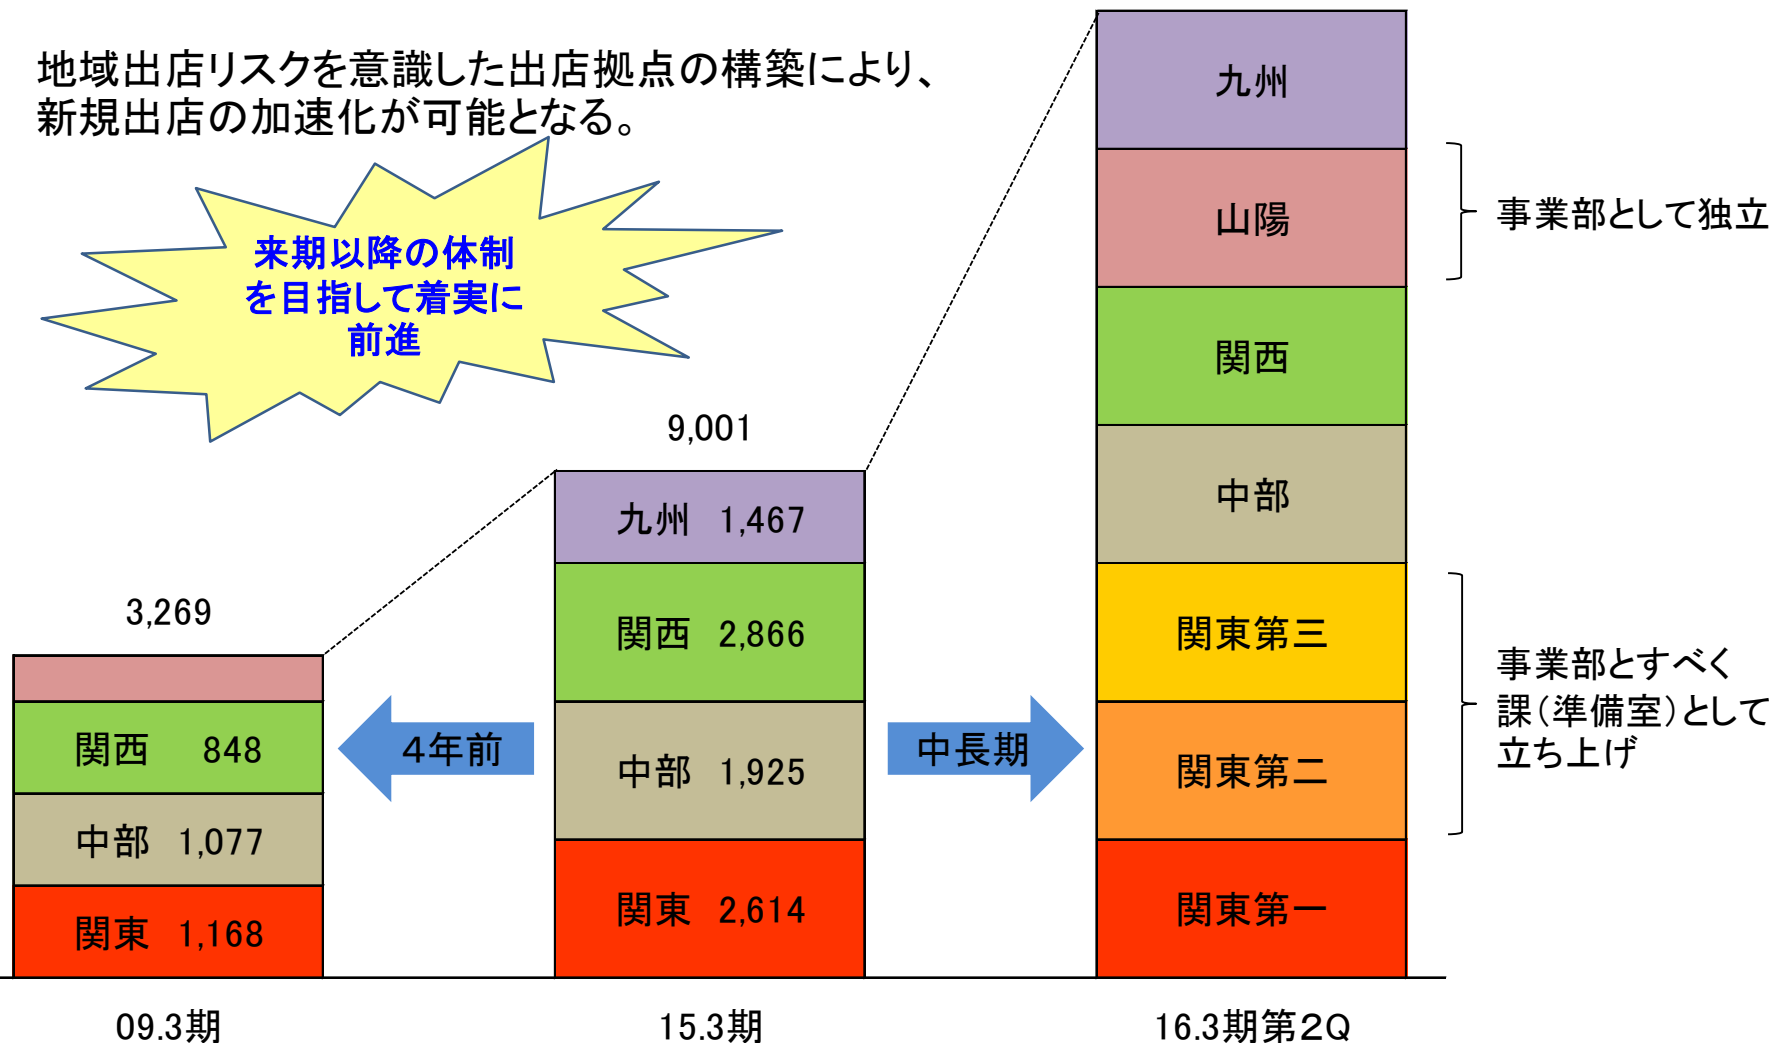 地域出店リスクを意識した出店拠点の構築により、
新規出店の加速化が可能となる。
来期以降の体制
を目指して着実に
前進
3,269
関西 848
中部 1,077
関東 1,168
09.3期
4年前
9,001
九州 1,467
関西 2,866
中部 1,925
関東 2,614
15.3期
中長期
九州
山陽
関西
中部
関東第三
関東第二
関東第一
16.3期第2Q
事業部として独立
事業部とすべく
課(準備室)として
立ち上げ